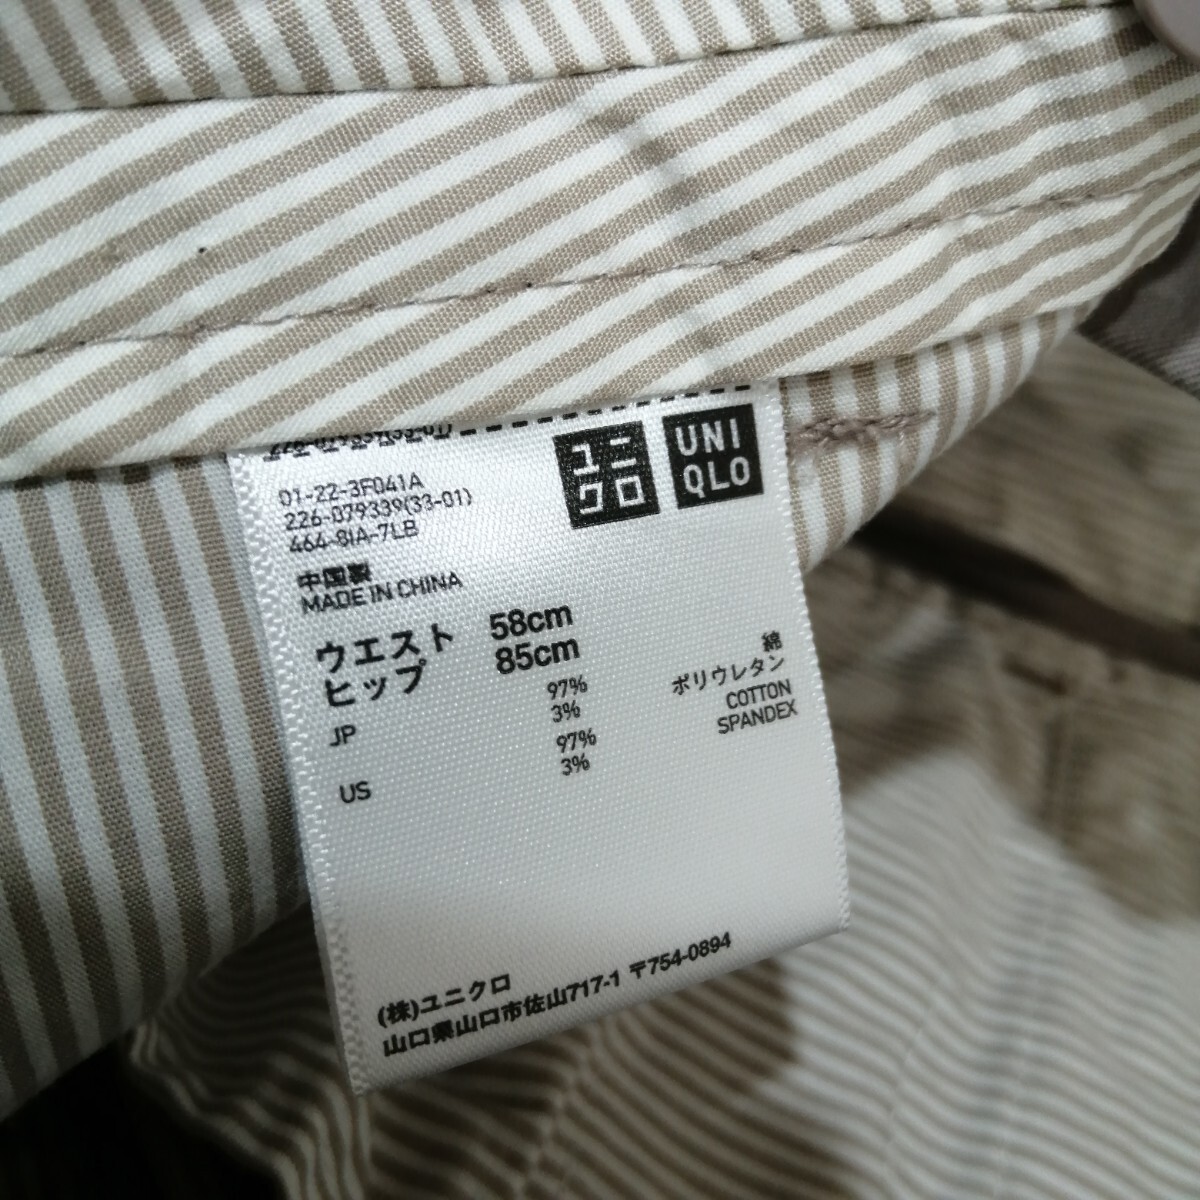 ユニ
クロ
UNI
QLO
01-22-3F041A
226-079339(33-01)
464-8IA-7LB
中国製
MADE IN CHINA
ウエスト 58cm
ヒップ 85cm
JP 97% 綿
3% ポリウレタン
US 97% COTTON
3% SPANDEX
(株)ユニクロ
山口県山口市佐山717-1 〒754-0894